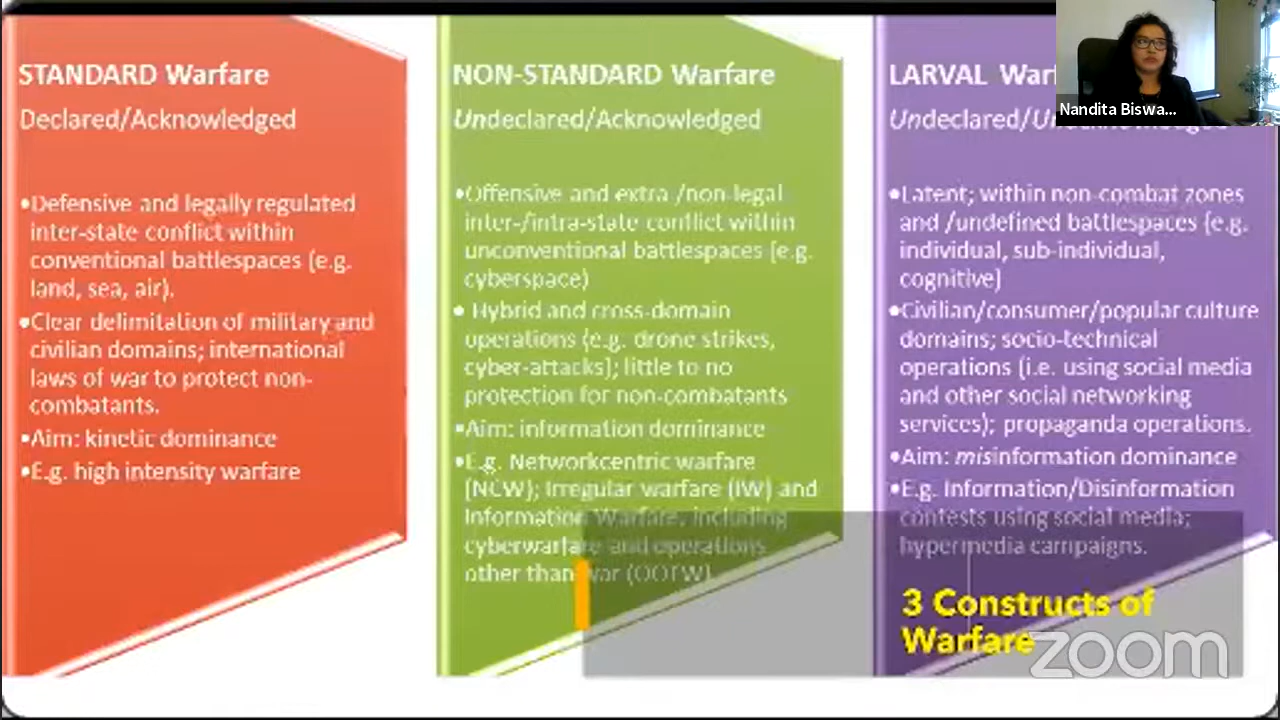 STANDARD Warfare
Declared/Acknowledged
•Defensive and legally regulated
inter-state conflict within
conventional battlespaces (e.g.
land, sea, air).
•Clear delimitation of military and
civilian domains; international
laws of war to protect non-
combatants.
•Aim: kinetic dominance
•E.g. high intensity warfare
NON-STANDARD Warfare
Undeclared/Acknowledged
•Offensive and extra /non-legal
inter-/intra-state conflict within
unconventional battlespaces (e.g.
cyberspace)
• Hybrid and cross-domain
operations (e.g. drone strikes,
cyber-attacks); little to no
protection for non-combatants
•Aim: information dominance
•E.g. Networkcentric warfare
(NCW); Irregular warfare (IW) and
Information Warfare, including
cyberwarfare and operations
other than war (OOTW).
LARVAL
Undeclared/
•Latent; within non-combat zones
and /undefined battlespaces (e.g.
individual, sub-individual,
cognitive)
•Civilian/consumer/popular culture
domains; socio-technical
operations (i.e. using social media
and other social networking
services); propaganda operations.
•Aim: misinformation dominance
•E.g. Information/Disinformation
contests using social media;
hypermedia campaigns.
3 Constructs of
Warfare
Nandita Biswa...
zoom